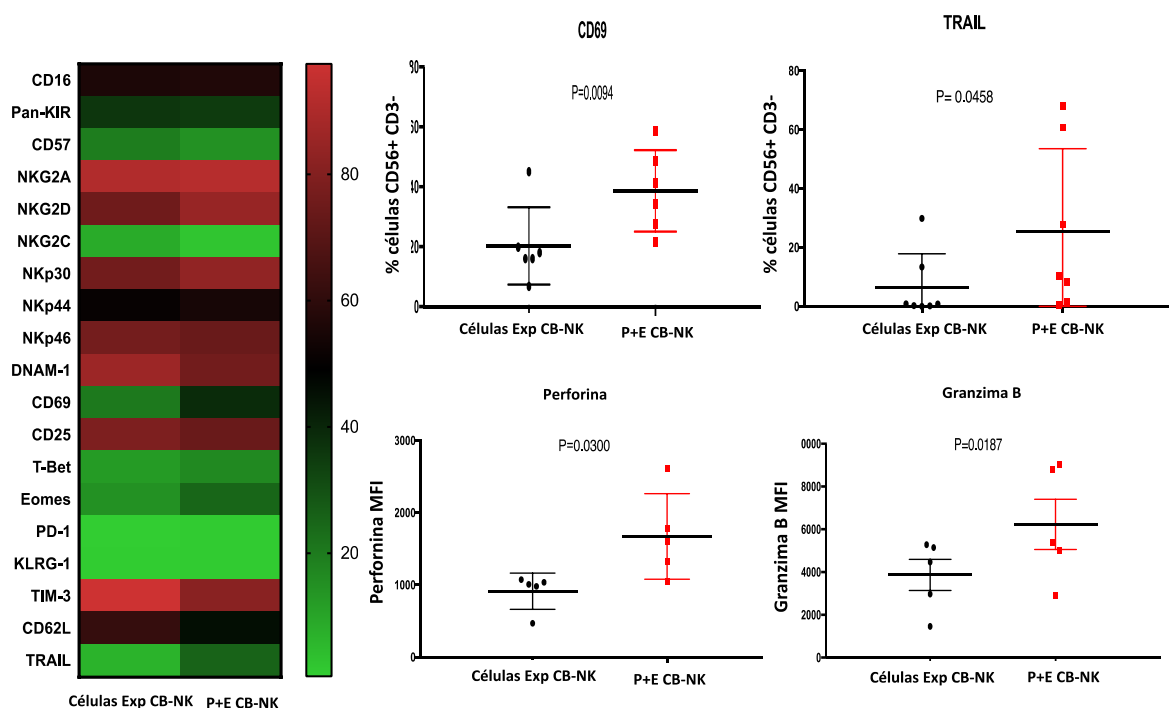 CD16
Pan-KIR
CD57
NKG2A
NKG2D
NKG2C
NKp30
NKp44
NKp46
DNAM-1
CD69
CD25
T-Bet
Eomes
PD-1
KLRG-1
TIM-3
CD62L
TRAIL
Células Exp CB-NK P+E CB-NK
80
60
40
20
CD69
P=0.0094
% células CD56+ CD3-
80
60
40
20
0
Células Exp CB-NK P+E CB-NK
TRAIL
P= 0.0458
% células CD56+ CD3-
80
60
40
20
0
Células Exp CB-NK P+E CB-NK
Perforina
P=0.0300
Perfornina MFI
3000
2000
1000
0
Células Exp CB-NK P+E CB-NK
Granzima B
P=0.0187
Granzima B MFI
0000
8000
6000
4000
2000
0
Células Exp CB-NK P+E CB-NK